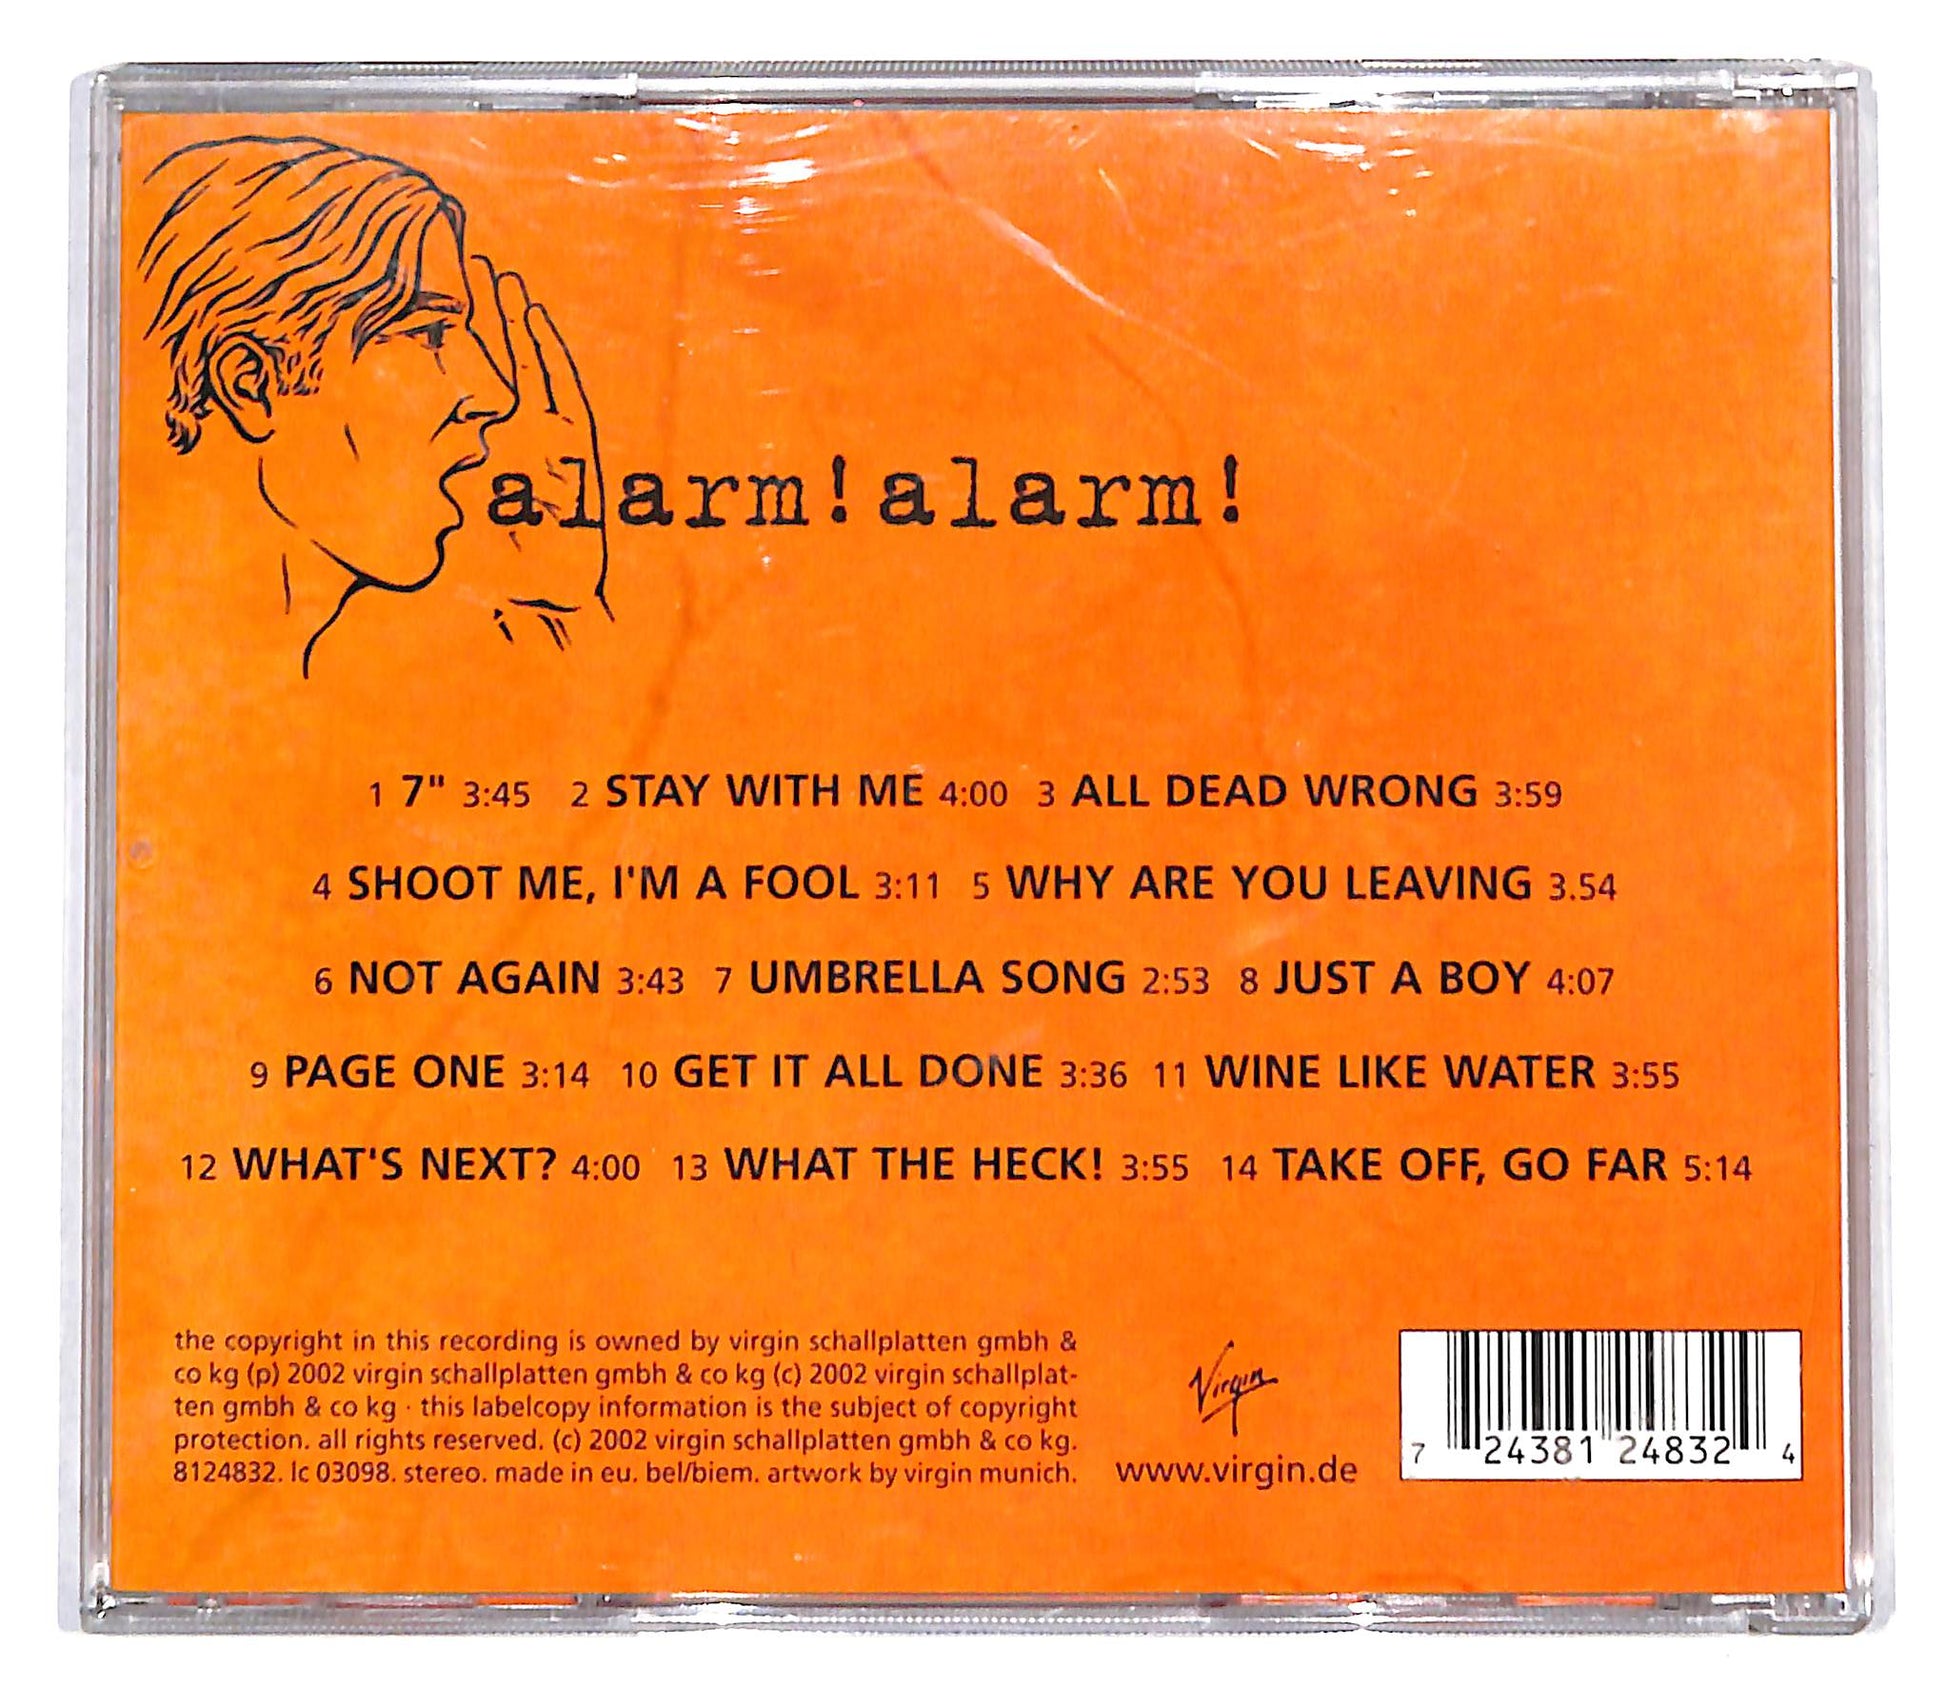 alarm!alarm!
1 7" 3:45 2 STAY WITH ME 4:00 3 ALL DEAD WRONG 3:59
4 SHOOT ME, I'M A FOOL 3:11 5 WHY ARE YOU LEAVING 3.54
6 NOT AGAIN 3:43 7 UMBRELLA SONG 2:53 8 JUST A BOY 4:07
9 PAGE ONE 3:14 10 GET IT ALL DONE 3:36 11 WINE LIKE WATER 3:55
12 WHAT'S NEXT? 4:00 13 WHAT THE HECK! 3:55 14 TAKE OFF, GO FAR 5:14
the copyright in this recording is owned by virgin schallplatten gmbh &
co kg (p) 2002 virgin schallplatten gmbh & co kg (c) 2002 virgin schallplat-
ten gmbh & co kg · this labelcopy information is the subject of copyright
protection. all rights reserved. (c) 2002 virgin schallplatten gmbh & co kg.
8124832. lc 03098. stereo. made in eu. bel/biem. artwork by virgin munich.
Virgin
www.virgin.de
7 24381 24832 4